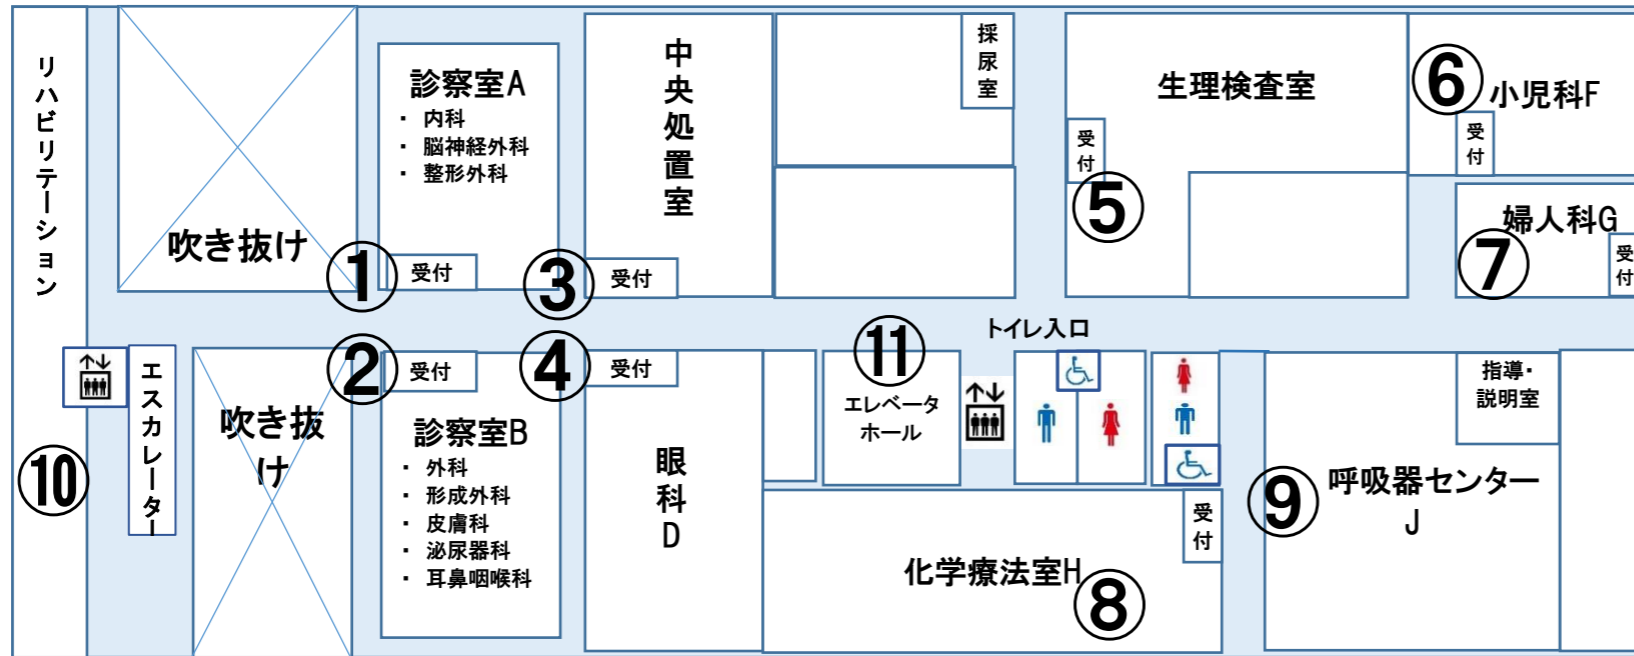 リハビリテーション
吹き抜け
診察室A
・ 内科
・ 脳神経外科
・ 整形外科
① 受付
中央処置室
③ 受付
採尿室
生理検査室
受付
⑤
⑥ 小児科F
受付
婦人科G
⑦ 受付
エスカレーター
⑩
吹き抜け
② 受付
診察室B
・ 外科
・ 形成外科
・ 皮膚科
・ 泌尿器科
・ 耳鼻咽喉科
④ 受付
眼科D
⑪
エレベータ
ホール
トイレ入口
受付
化学療法室H
⑧
指導・
説明室
⑨ 呼吸器センター
J